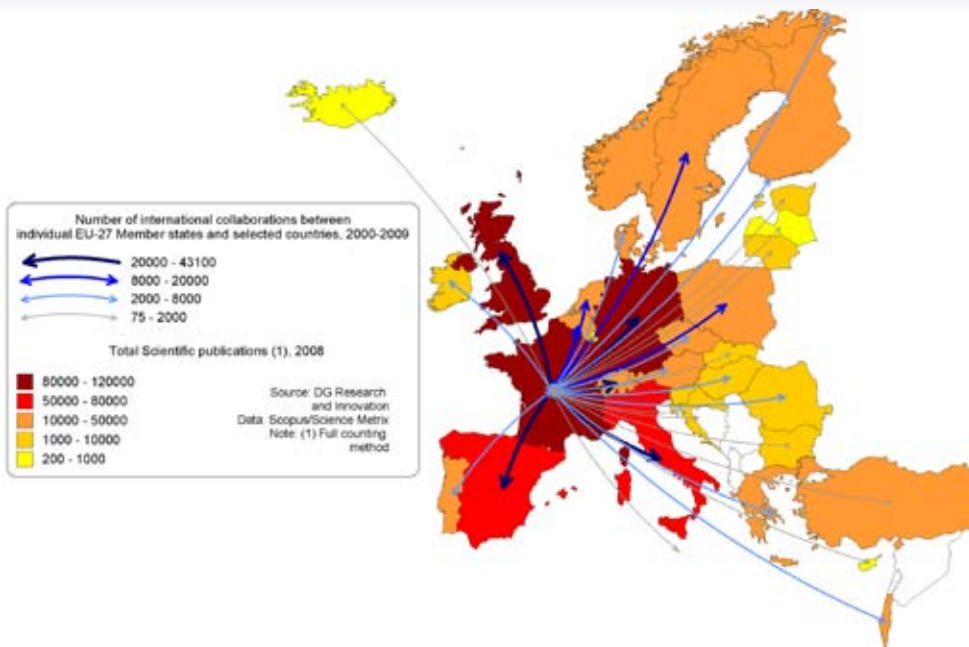 Number of international collaborations between
individual EU-27 Member states and selected countries, 2000-2009
20000 - 43100
8000 - 20000
2000 - 8000
75 - 2000
Total Scientific publications (1), 2008
80000 - 120000
50000 - 80000
10000 - 50000
1000 - 10000
200 - 1000
Source: DG Research
and Innovation
Data: Scopus/Science Metrix
Note: (1) Full counting
method